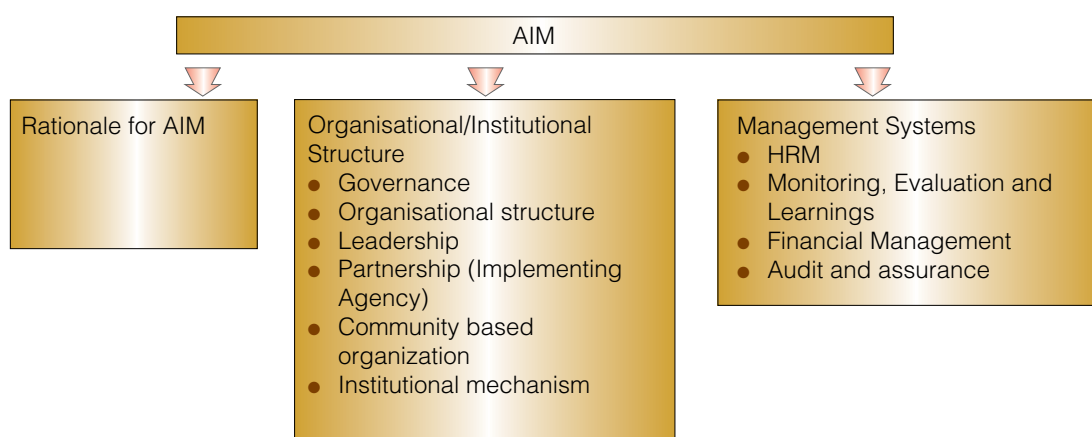 AIM
Rationale for AIM
Organisational/Institutional
Structure
● Governance
● Organisational structure
● Leadership
● Partnership (Implementing
Agency)
● Community based
organization
● Institutional mechanism
Management Systems
● HRM
● Monitoring, Evaluation and
Learnings
● Financial Management
● Audit and assurance